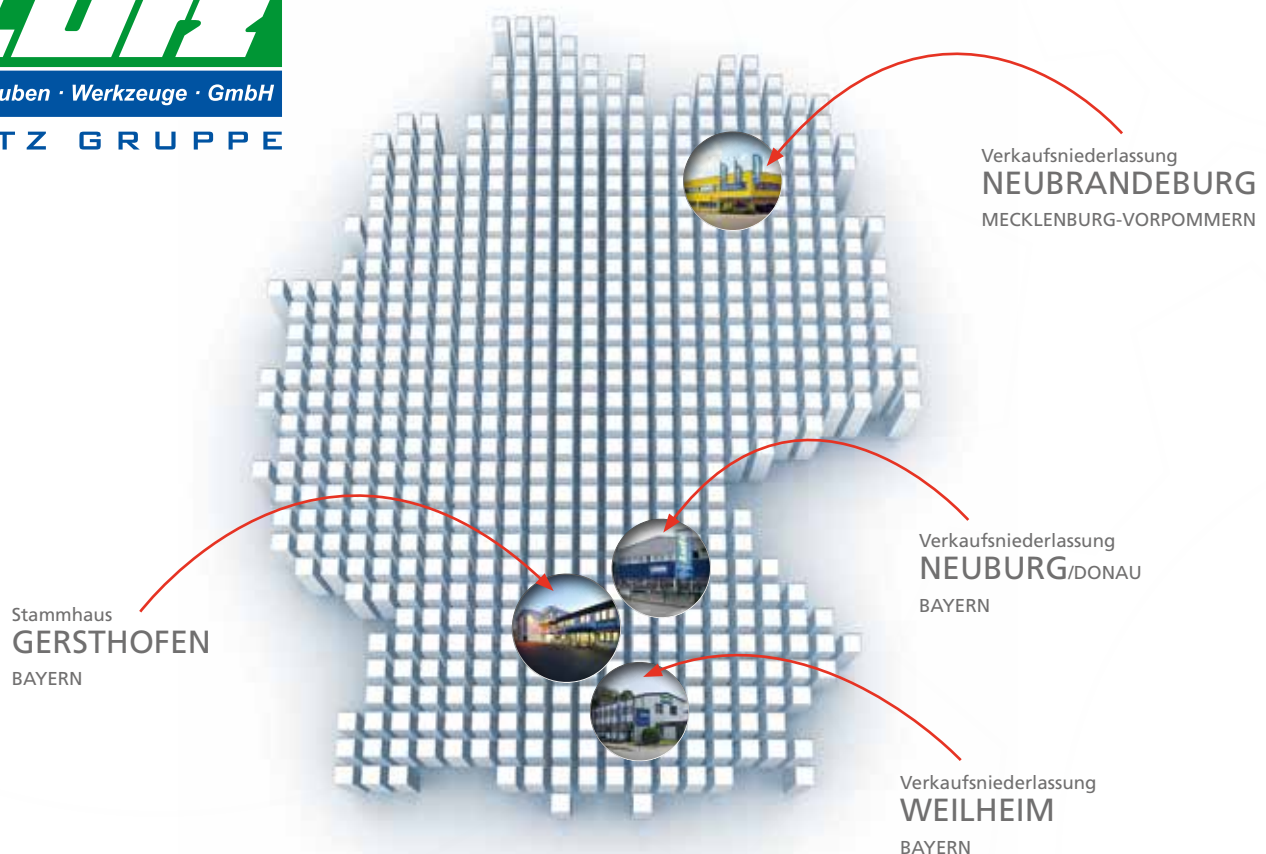 uben · Werkzeuge · GmbH
TZ GRUPPE
Verkaufsniederlassung
NEUBRANDEBURG
MECKLENBURG-VORPOMMERN
Verkaufsniederlassung
NEUBURG/DONAU
BAYERN
Stammhaus
GERSTHOFEN
BAYERN
Verkaufsniederlassung
WEILHEIM
BAYERN